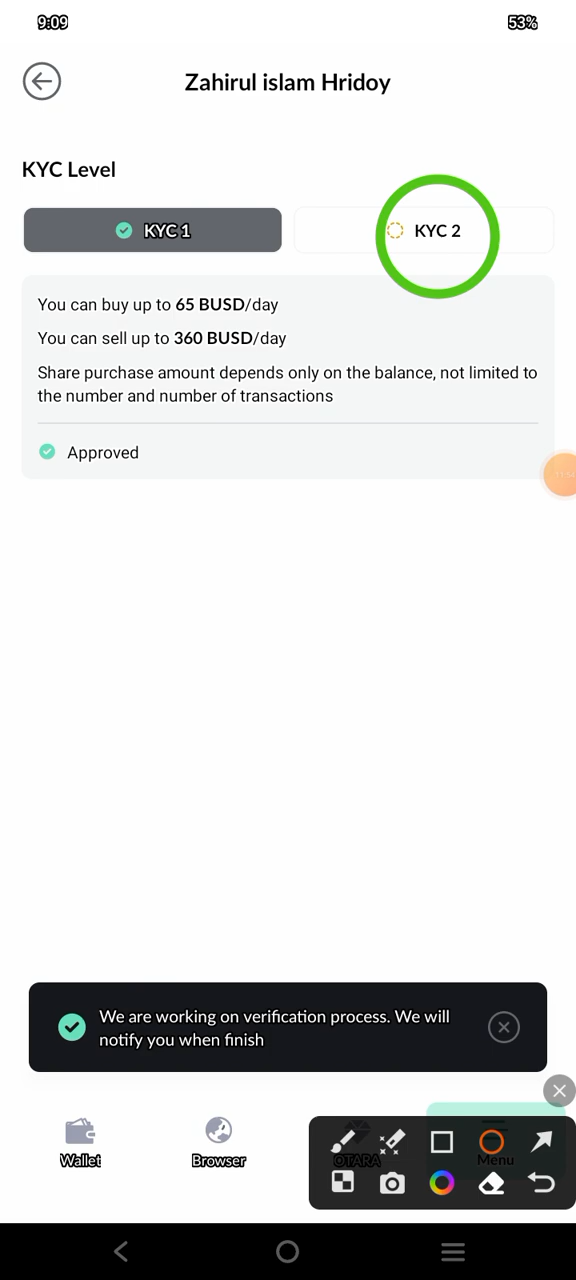 9:09
53%
Zahirul islam Hridoy
KYC Level
KYC 1
KYC 2
You can buy up to 65 BUSD/day
You can sell up to 360 BUSD/day
Share purchase amount depends only on the balance, not limited to
the number and number of transactions
Approved
We are working on verification process. We will
notify you when finish
Wallet
Browser
OTARA
Menu